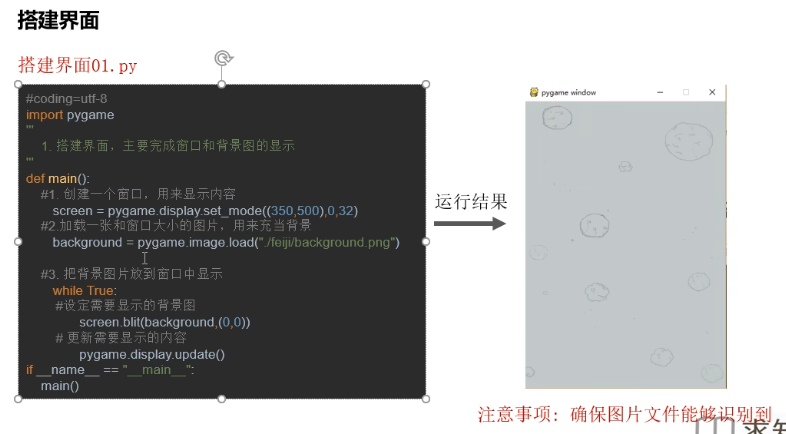 搭建界面
搭建界面01.py
#coding=utf-8
import pygame
'''
1. 搭建界面，主要完成窗口和背景图的显示
'''
def main():
#1. 创建一个窗口，用来显示内容
screen = pygame.display.set_mode((350,500),0,32)
#2.加载一张和窗口大小的图片，用来充当背景
background = pygame.image.load("./feiji/background.png")
#3. 把背景图片放到窗口中显示
while True:
#设定需要显示的背景图
screen.blit(background,(0,0))
# 更新需要显示的内容
pygame.display.update()
if __name__ == "__main__":
main()
运行结果
pygame window
注意事项: 确保图片文件能够识别到